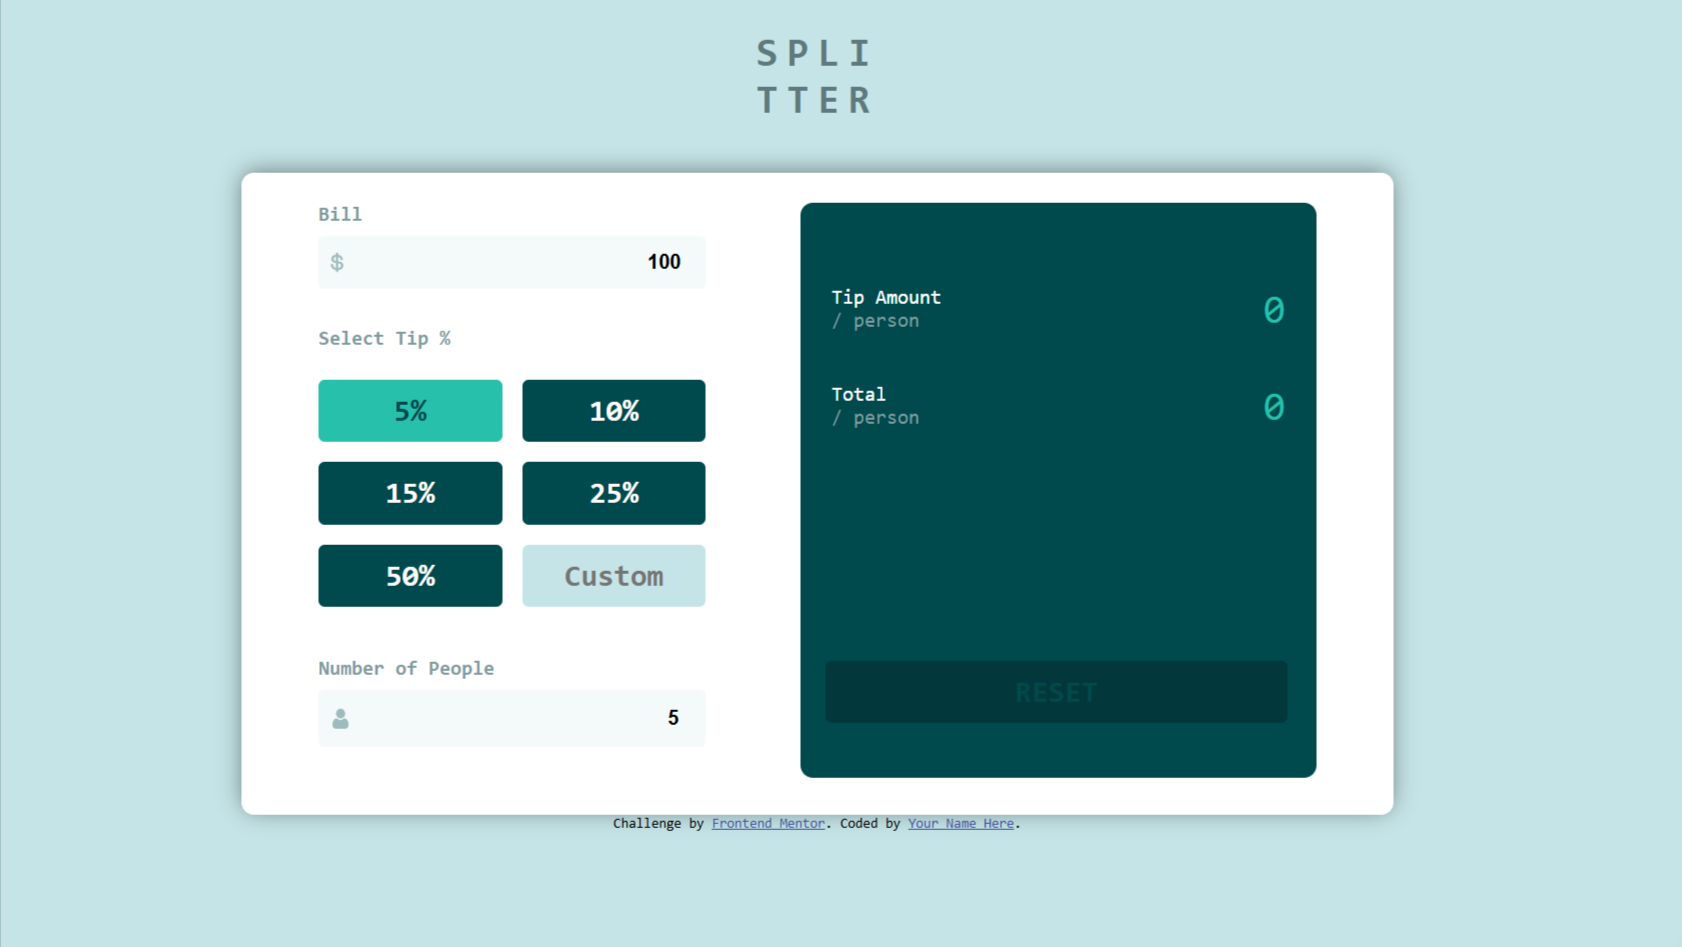 SPLI
TTER
Bill
$
100
Select Tip %
5%
10%
15%
25%
50%
Custom
Number of People
5
Tip Amount
/ person
0
Total
/ person
0
RESET
Challenge by Frontend Mentor. Coded by Your Name Here.